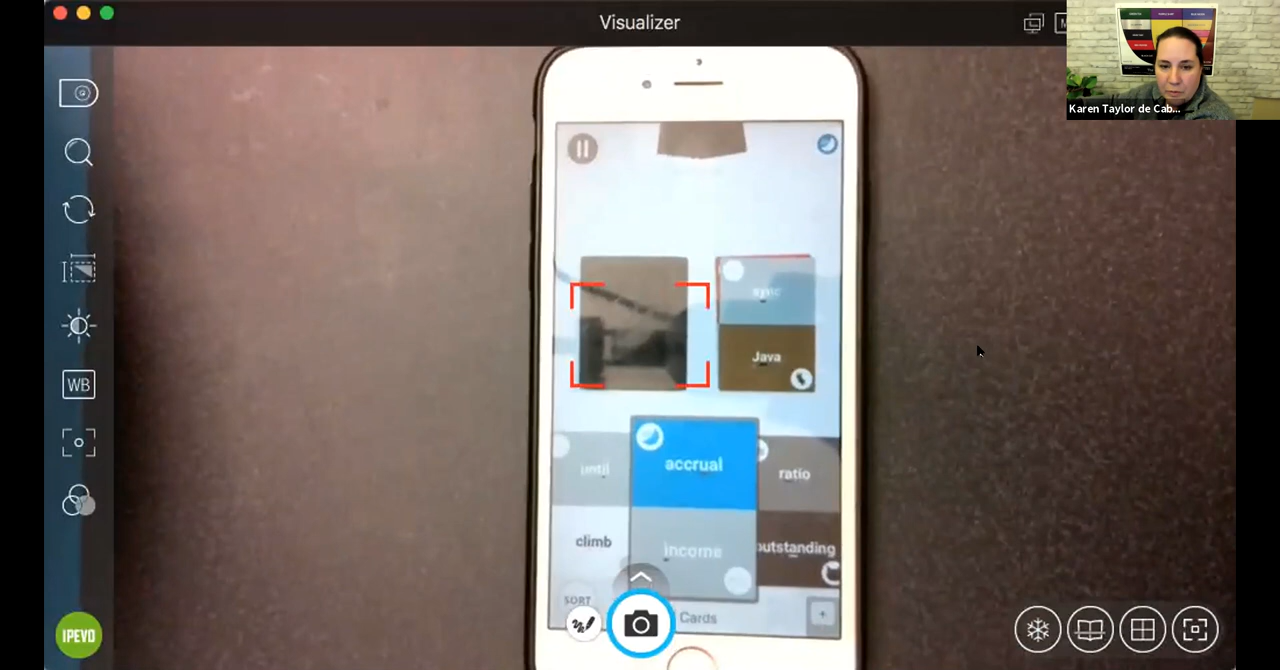 Visualizer
Karen Taylor de Cab...
sync
Java
WB
until
accrual
ratio
climb
income
outstanding
SORT
Cards
IPEVO